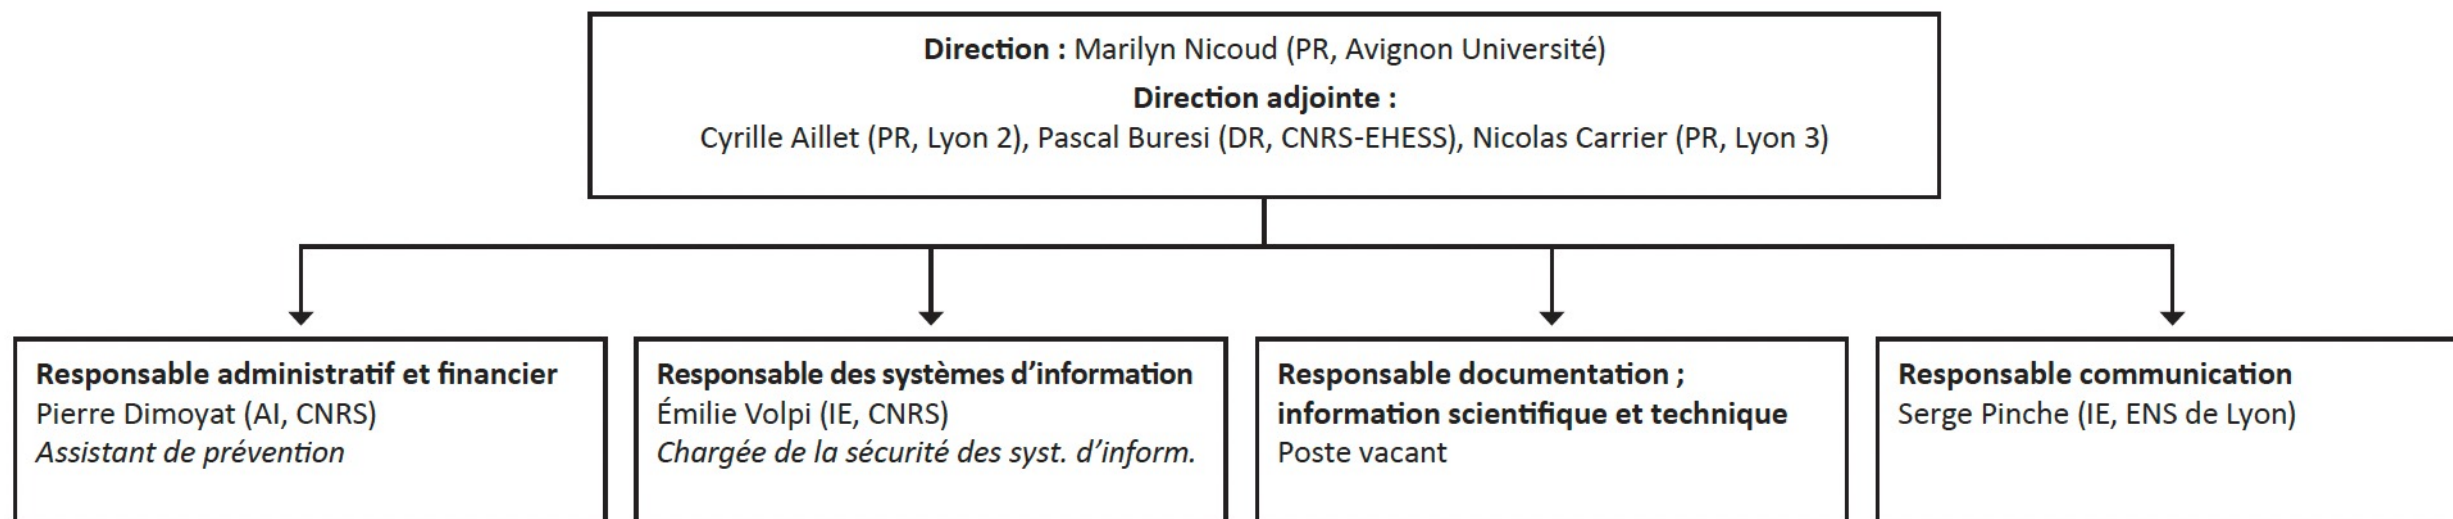 Direction : Marilyn Nicoud (PR, Avignon Université)
Direction adjointe :
Cyrille Aillet (PR, Lyon 2), Pascal Buresi (DR, CNRS-EHESS), Nicolas Carrier (PR, Lyon 3)
Responsable administratif et financier
Pierre Dimoyat (AI, CNRS)
Assistant de prévention
Responsable des systèmes d’information
Émilie Volpi (IE, CNRS)
Chargée de la sécurité des syst. d’inform.
Responsable documentation ;
information scientifique et technique
Poste vacant
Responsable communication
Serge Pinche (IE, ENS de Lyon)